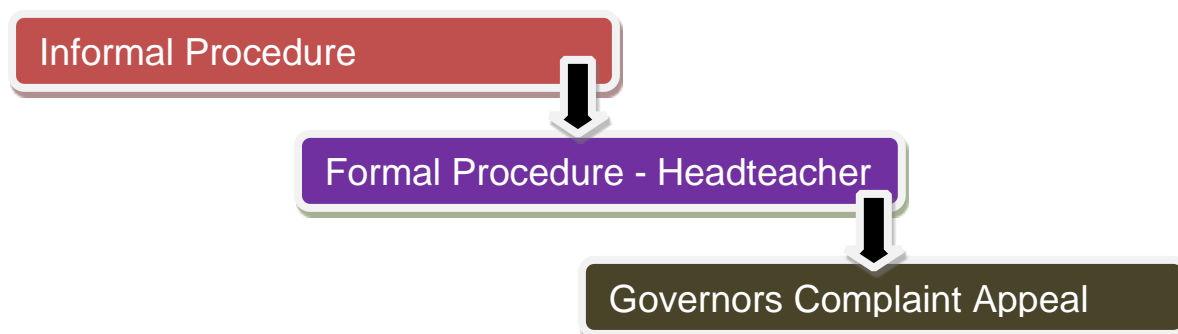 Informal Procedure
Formal Procedure - Headteacher
Governors Complaint Appeal